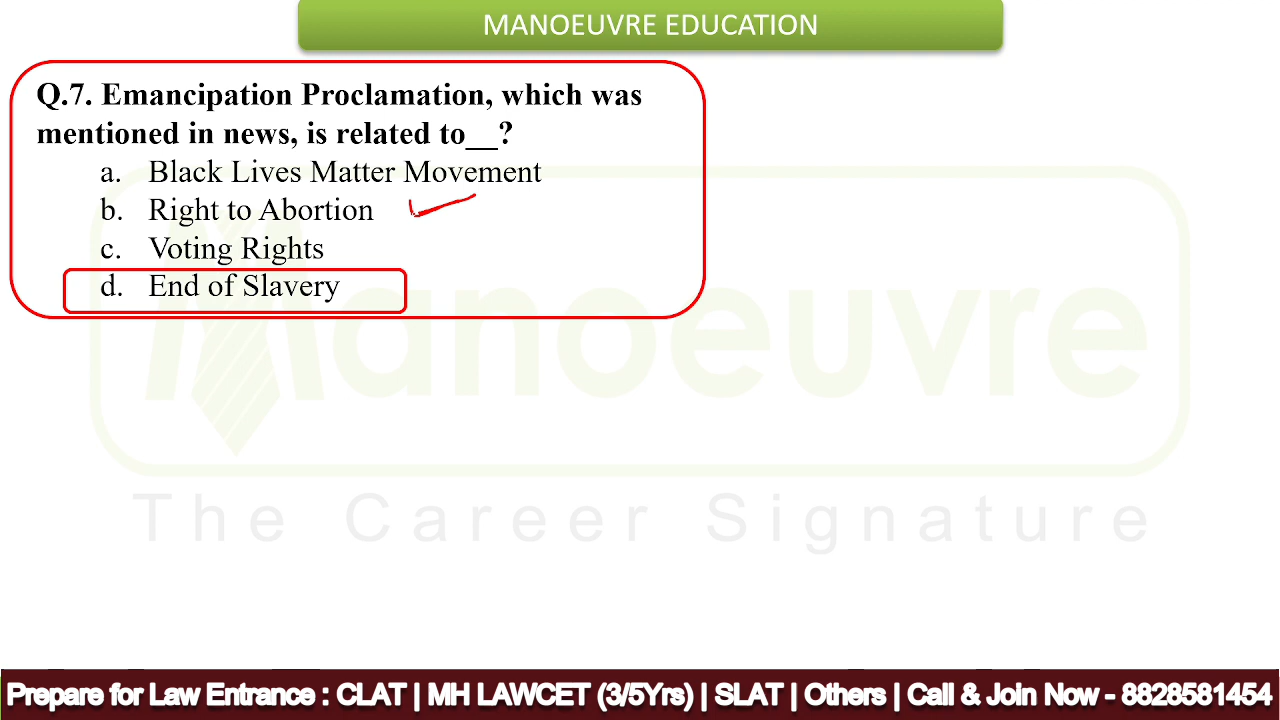 MANOEUVRE EDUCATION
Q.7. Emancipation Proclamation, which was
mentioned in news, is related to__?
a. Black Lives Matter Movement
b. Right to Abortion
c. Voting Rights
d. End of Slavery
Manoeuvre
The Career Signature
Prepare for Law Entrance : CLAT | MH LAWCET (3/5Yrs) | SLAT | Others | Call & Join Now - 8828581454